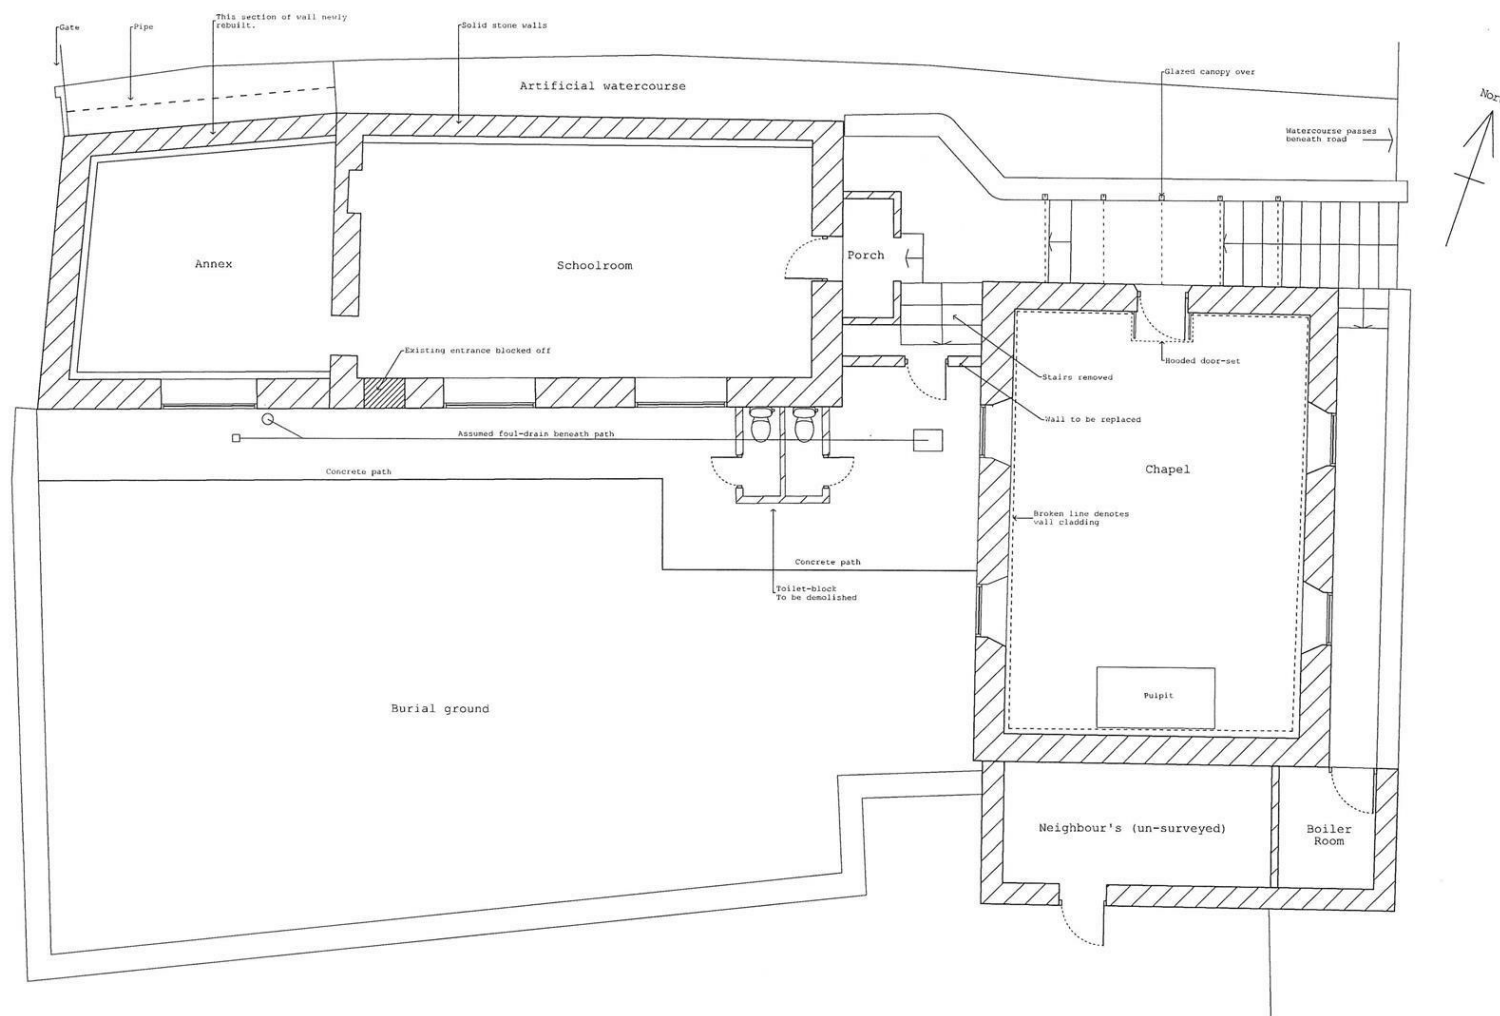 Gate
Pipe
This section of wall newly
rebuilt.
Solid stone walls
Artificial watercourse
Glazed canopy over
Watercourse passes
beneath road
Annex
Schoolroom
Porch
Existing entrance blocked off
Hooded door-set
Stairs removed
Wall to be replaced
Assumed foul-drain beneath path
Concrete path
Chapel
Broken line denotes
wall cladding
Concrete path
Toilet-block
To be demolished
Burial ground
Pulpit
Neighbour's (un-surveyed)
Boiler
Room